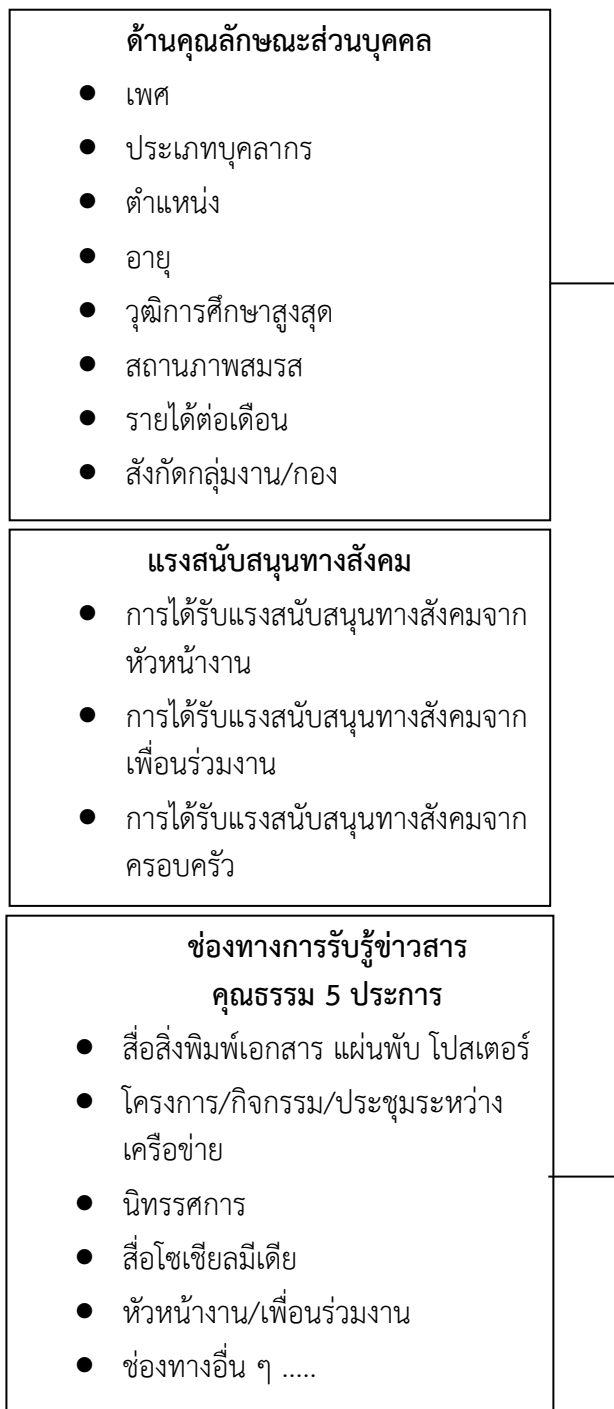 ด้านคุณลักษณะส่วนบุคคล
● เพศ
● ประเภทบุคลากร
● ตำแหน่ง
● อายุ
● วุฒิการศึกษาสูงสุด
● สถานภาพสมรส
● รายได้ต่อเดือน
● สังกัดกลุ่มงาน/กอง
แรงสนับสนุนทางสังคม
● การได้รับแรงสนับสนุนทางสังคมจาก
หัวหน้างาน
● การได้รับแรงสนับสนุนทางสังคมจาก
เพื่อนร่วมงาน
● การได้รับแรงสนับสนุนทางสังคมจาก
ครอบครัว
ช่องทางการรับรู้ข่าวสาร
คุณธรรม 5 ประการ
● สื่อสิ่งพิมพ์เอกสาร แผ่นพับ โปสเตอร์
● โครงการ/กิจกรรม/ประชุมระหว่าง
เครือข่าย
● นิทรรศการ
● สื่อโซเชียลมีเดีย
● หัวหน้างาน/เพื่อนร่วมงาน
● ช่องทางอื่น ๆ .....